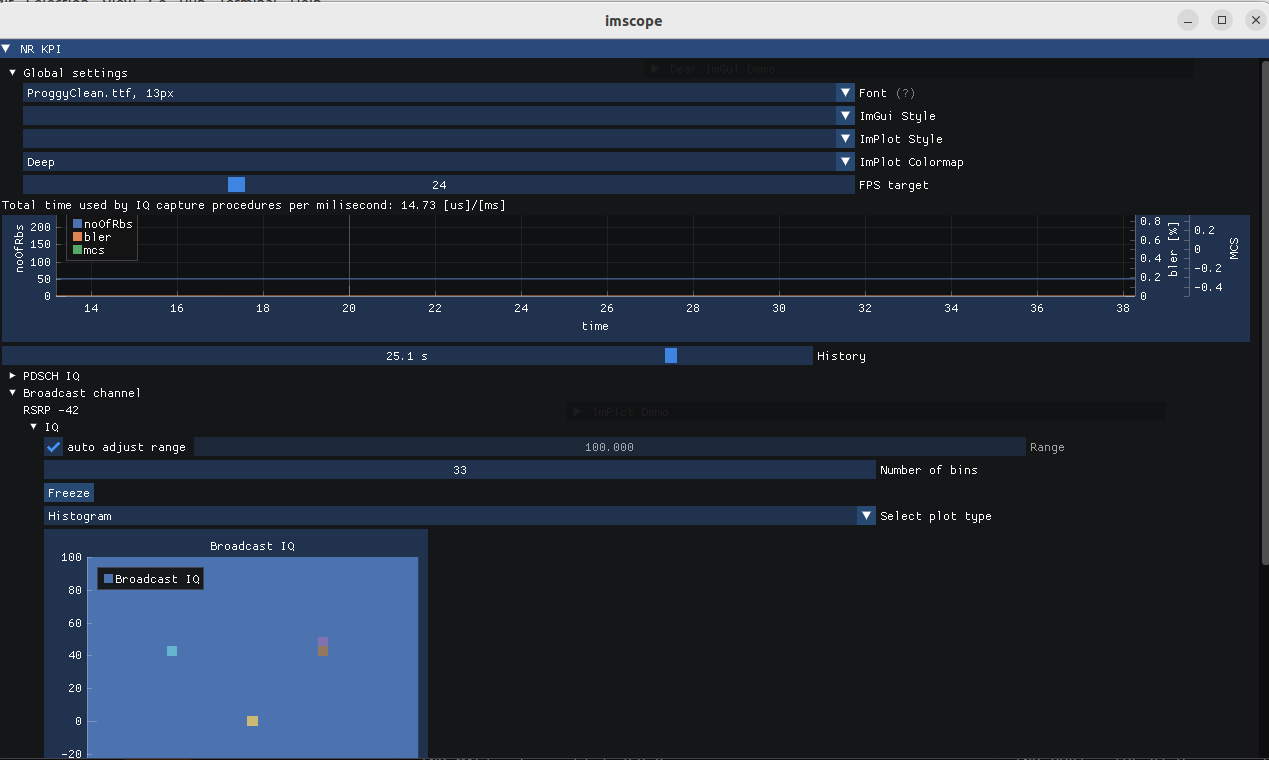 imscope
NR KPI
Global settings
Dear ImGui Demo
ProggyClean.ttf, 13px Font (?)
ImGui Style
ImPlot Style
Deep ImPlot Colormap
24 FPS target
Total time used by IQ capture procedures per milisecond: 14.73 [us]/[ms]
noOfRbs
200
150
100
50
0
noOfRbs
bler
mcs
0.8
0.6
0.4
0.2
0
bler [%]
0.2
0
-0.2
-0.4
MCS
14 16 18 20 22 24 26 28 30 32 34 36 38
time
25.1 s History
PDSCH IQ
Broadcast channel
RSRP -42
ImPlot Demo
IQ
auto adjust range 100.000 Range
33 Number of bins
Freeze
Histogram Select plot type
Broadcast IQ
100
Broadcast IQ
80
60
40
20
0
-20